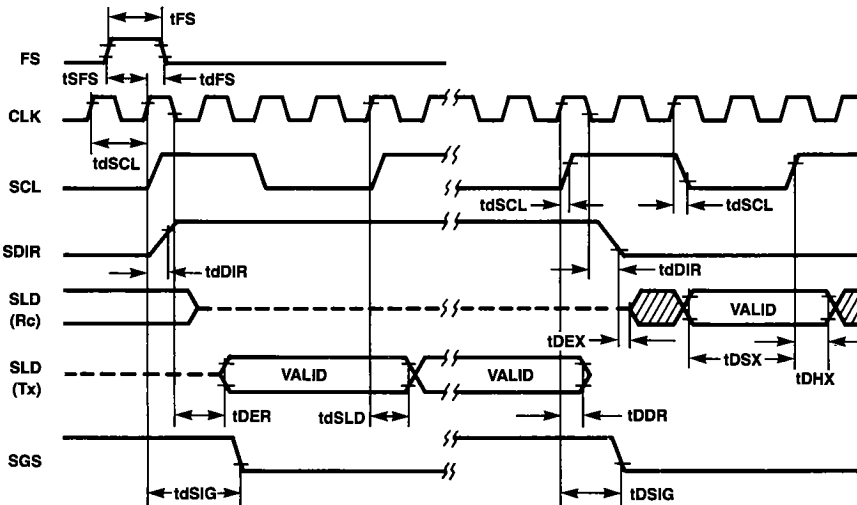 tFS
FS
tSFS
tdFS
CLK
tdSCL
SCL
tdSCL
tdSCL
SDIR
tdDIR
tdDIR
SLD
(Rc)
VALID
tDEX
tDSX
tDHX
SLD
(Tx)
VALID
VALID
tDER
tdSLD
tDDR
SGS
tdSIG
tDSIG